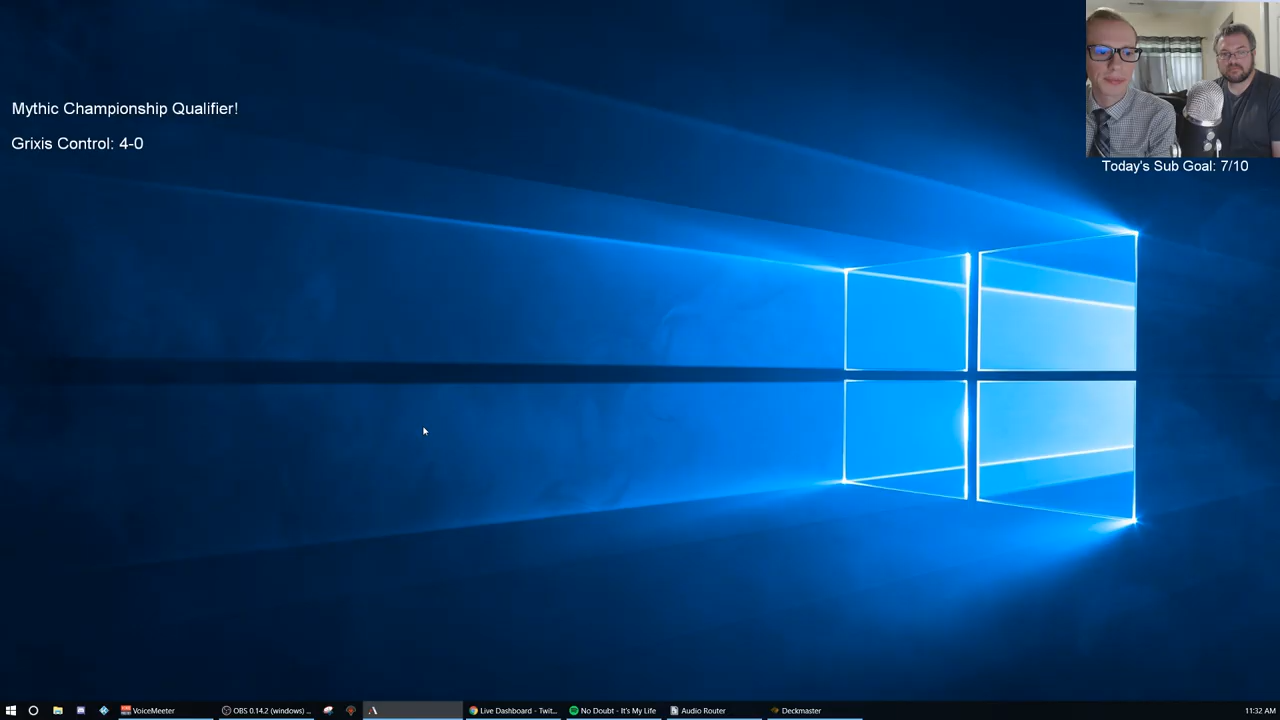 Mythic Championship Qualifier!
Grixis Control: 4-0
Today's Sub Goal: 7/10
VoiceMeeter
OBS 0.14.2 (windows) ...
Live Dashboard - Twit...
No Doubt - It's My Life
Audio Router
Deckmaster
11:32 AM